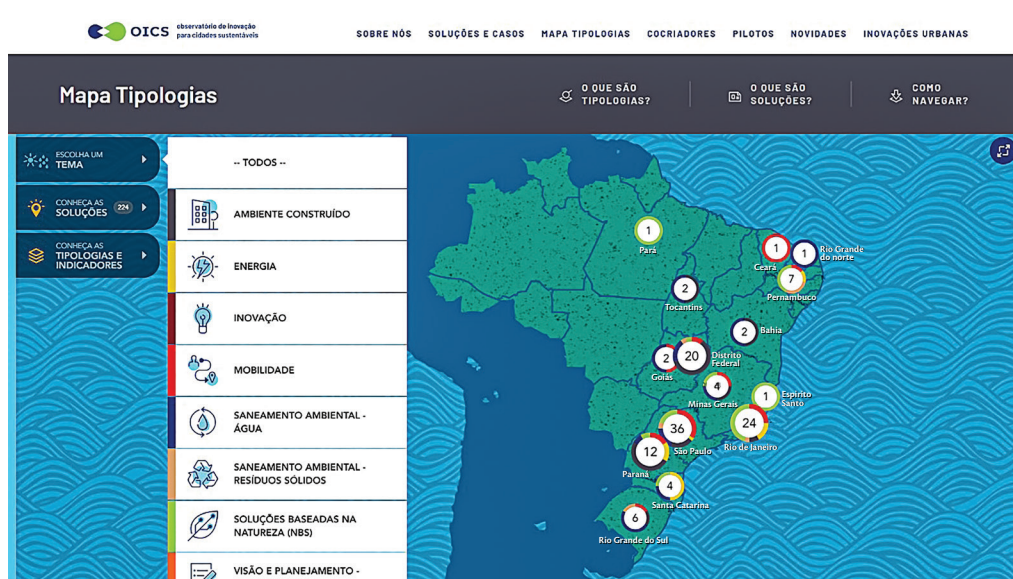 OICS
observatório de inovação
para cidades sustentáveis
SOBRE NÓS
SOLUÇÕES E CASOS
MAPA TIPOLOGIAS
COCRIADORES
PILOTOS
NOVIDADES
INOVAÇÕES URBANAS
Mapa Tipologias
O QUE SÃO
TIPOLOGIAS?
O QUE SÃO
SOLUÇÕES?
COMO
NAVEGAR?
ESCOLHA UM
TEMA
CONHEÇA AS
SOLUÇÕES 224
CONHEÇA AS
TIPOLOGIAS E
INDICADORES
-- TODOS --
AMBIENTE CONSTRUÍDO
ENERGIA
INOVAÇÃO
MOBILIDADE
SANEAMENTO AMBIENTAL -
ÁGUA
SANEAMENTO AMBIENTAL -
RESÍDUOS SÓLIDOS
SOLUÇÕES BASEADAS NA
NATUREZA (NBS)
VISÃO E PLANEJAMENTO -
1
Pará
1
Ceará
1
Rio Grande
do norte
7
Pernambuco
2
Tocantins
2
Bahia
2
Goiás
20
Distrito
Federal
4
Minas Gerais
1
Espirito
Santo
24
Rio de Janeiro
36
São Paulo
12
Paraná
4
Santa Catarina
6
Rio Grande do Sul